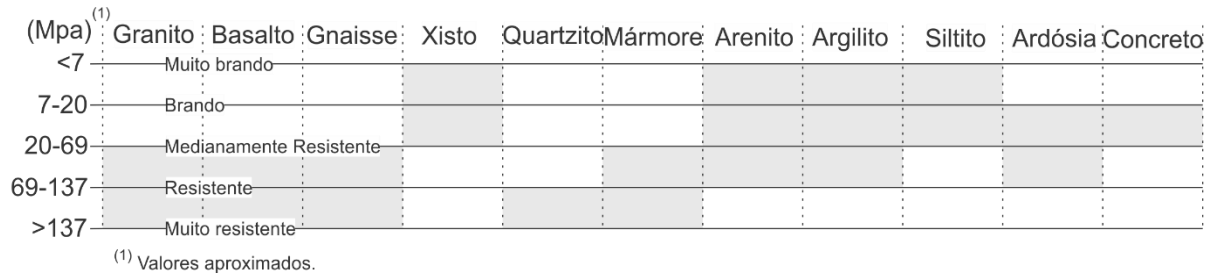 (Mpa)(1) Granito Basalto Gnaisse Xisto Quartzito Mármore Arenito Argilito Siltito Ardósia Concreto
<7 Muito brando
7-20 Brando
20-69 Medianamente Resistente
69-137 Resistente
>137 Muito resistente
(1) Valores aproximados.